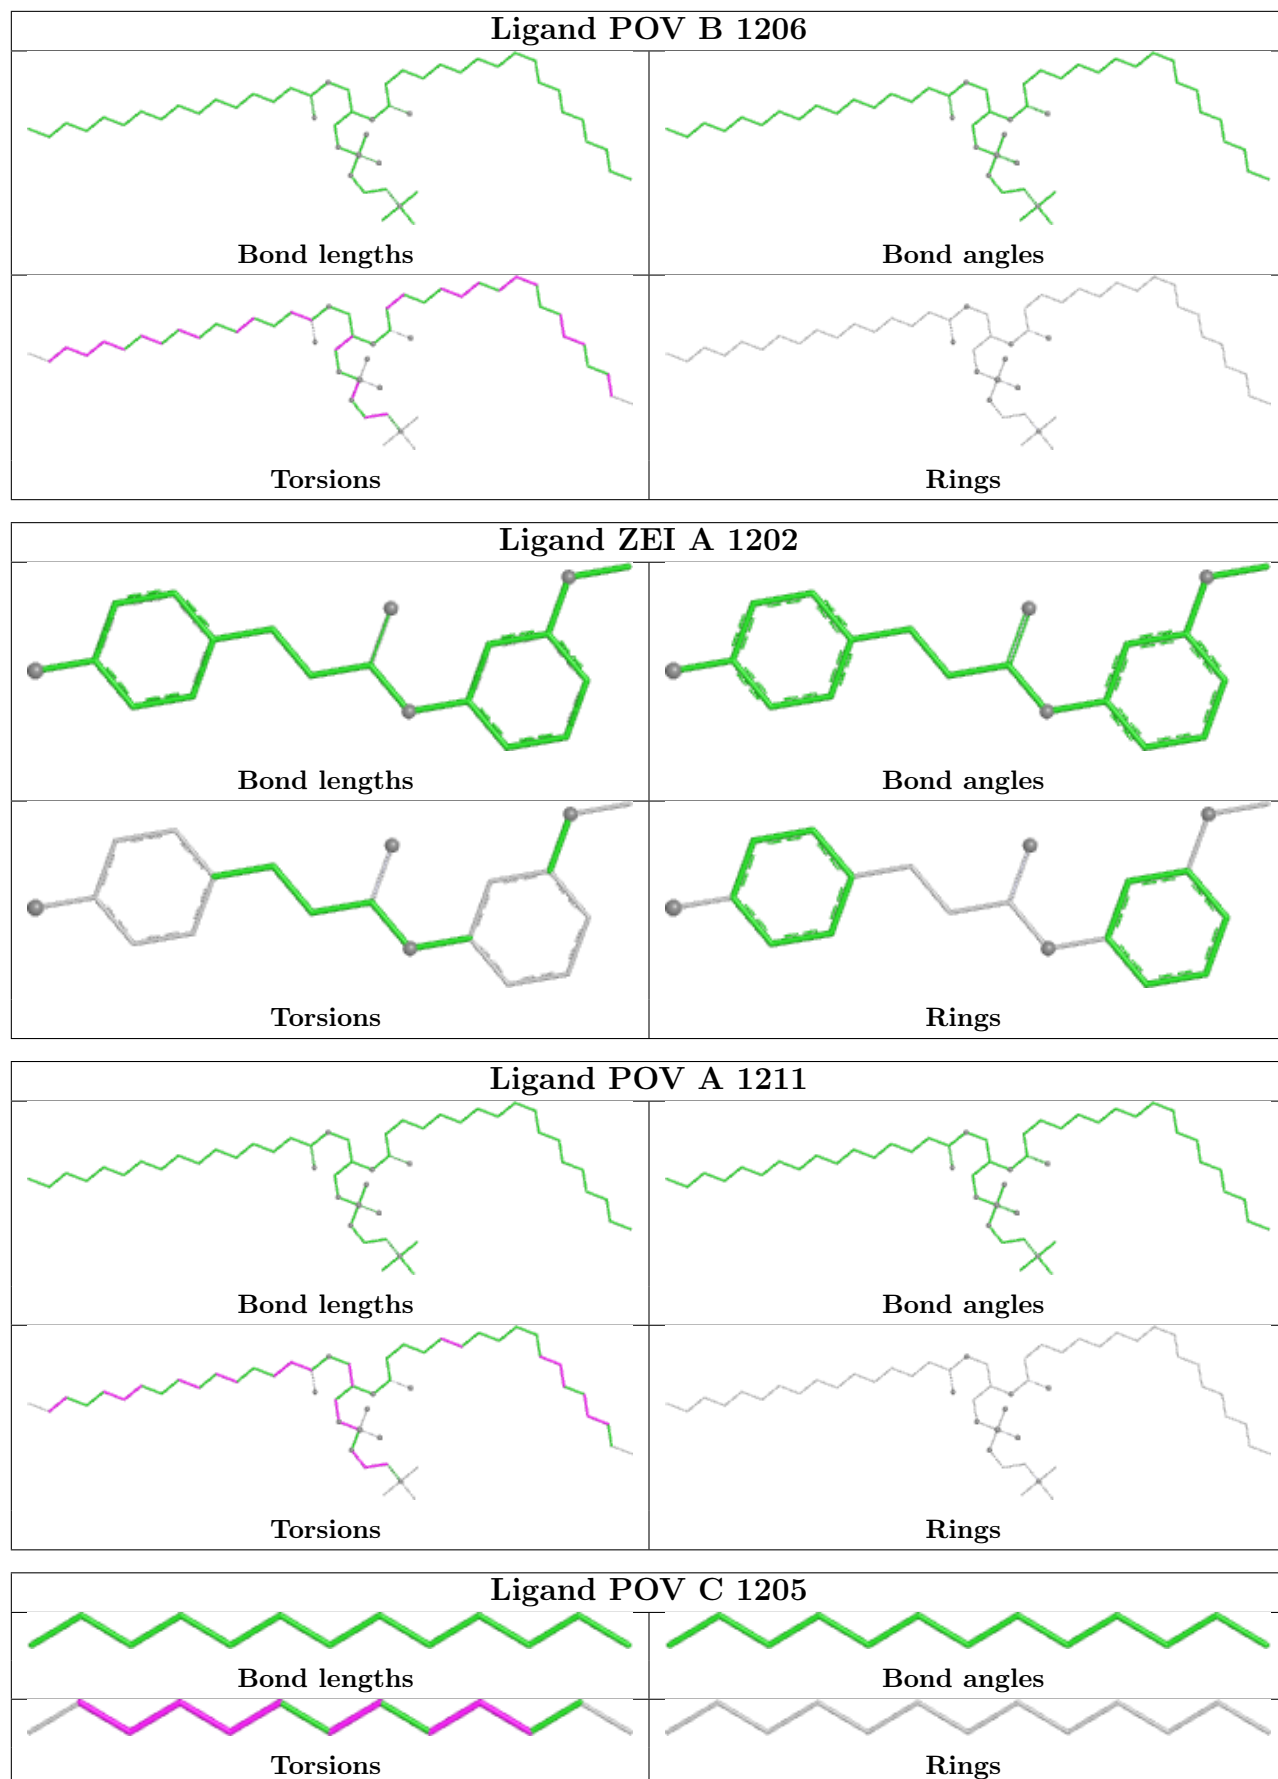 Ligand POV B 1206
Bond lengths
Bond angles
Torsions
Rings
Ligand ZEI A 1202
Bond lengths
Bond angles
Torsions
Rings
Ligand POV A 1211
Bond lengths
Bond angles
Torsions
Rings
Ligand POV C 1205
Bond lengths
Bond angles
Torsions
Rings